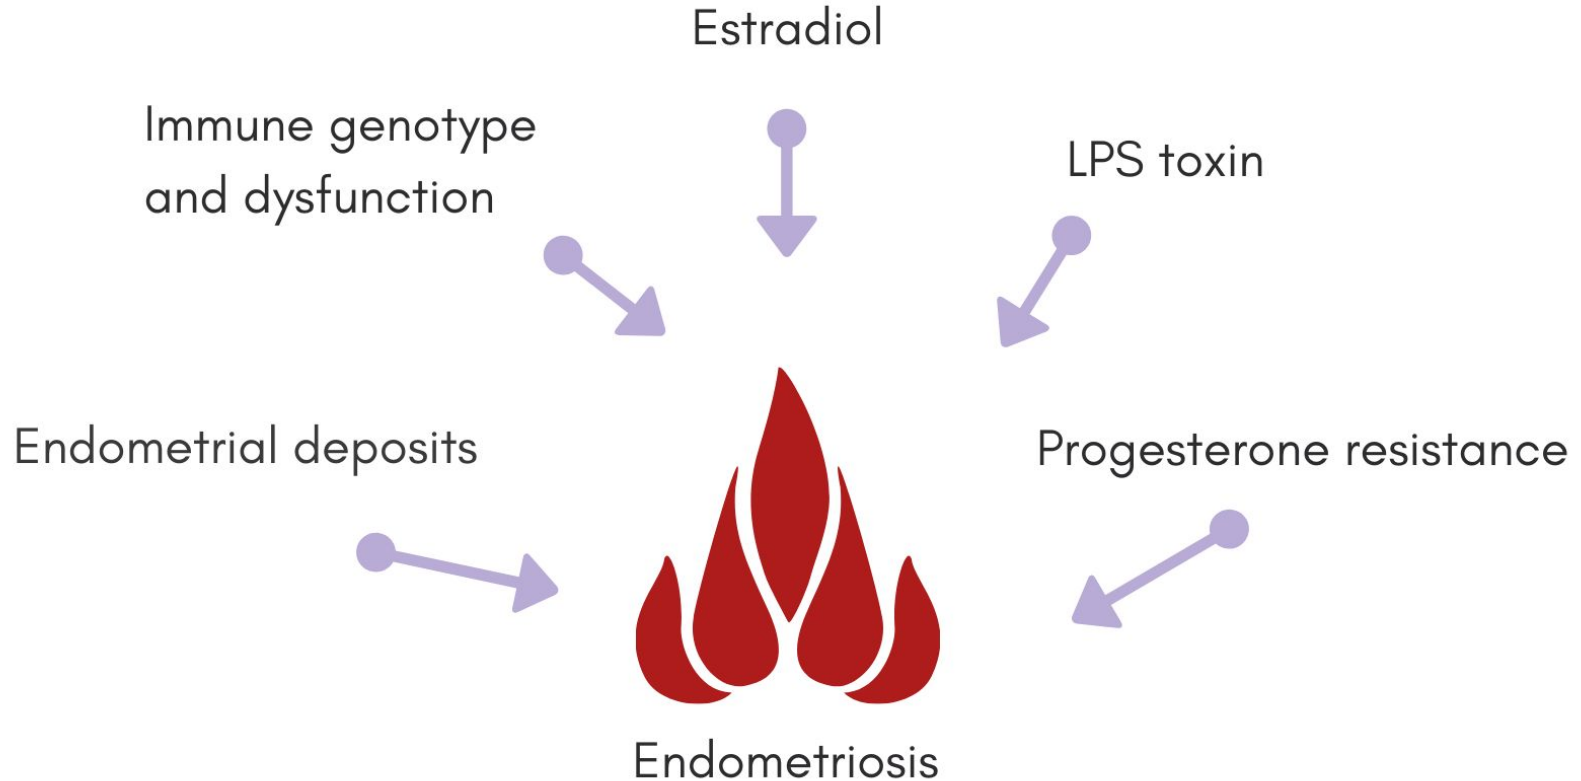 Estradiol
Immune genotype
and dysfunction
LPS toxin
Endometrial deposits
Progesterone resistance
Endometriosis